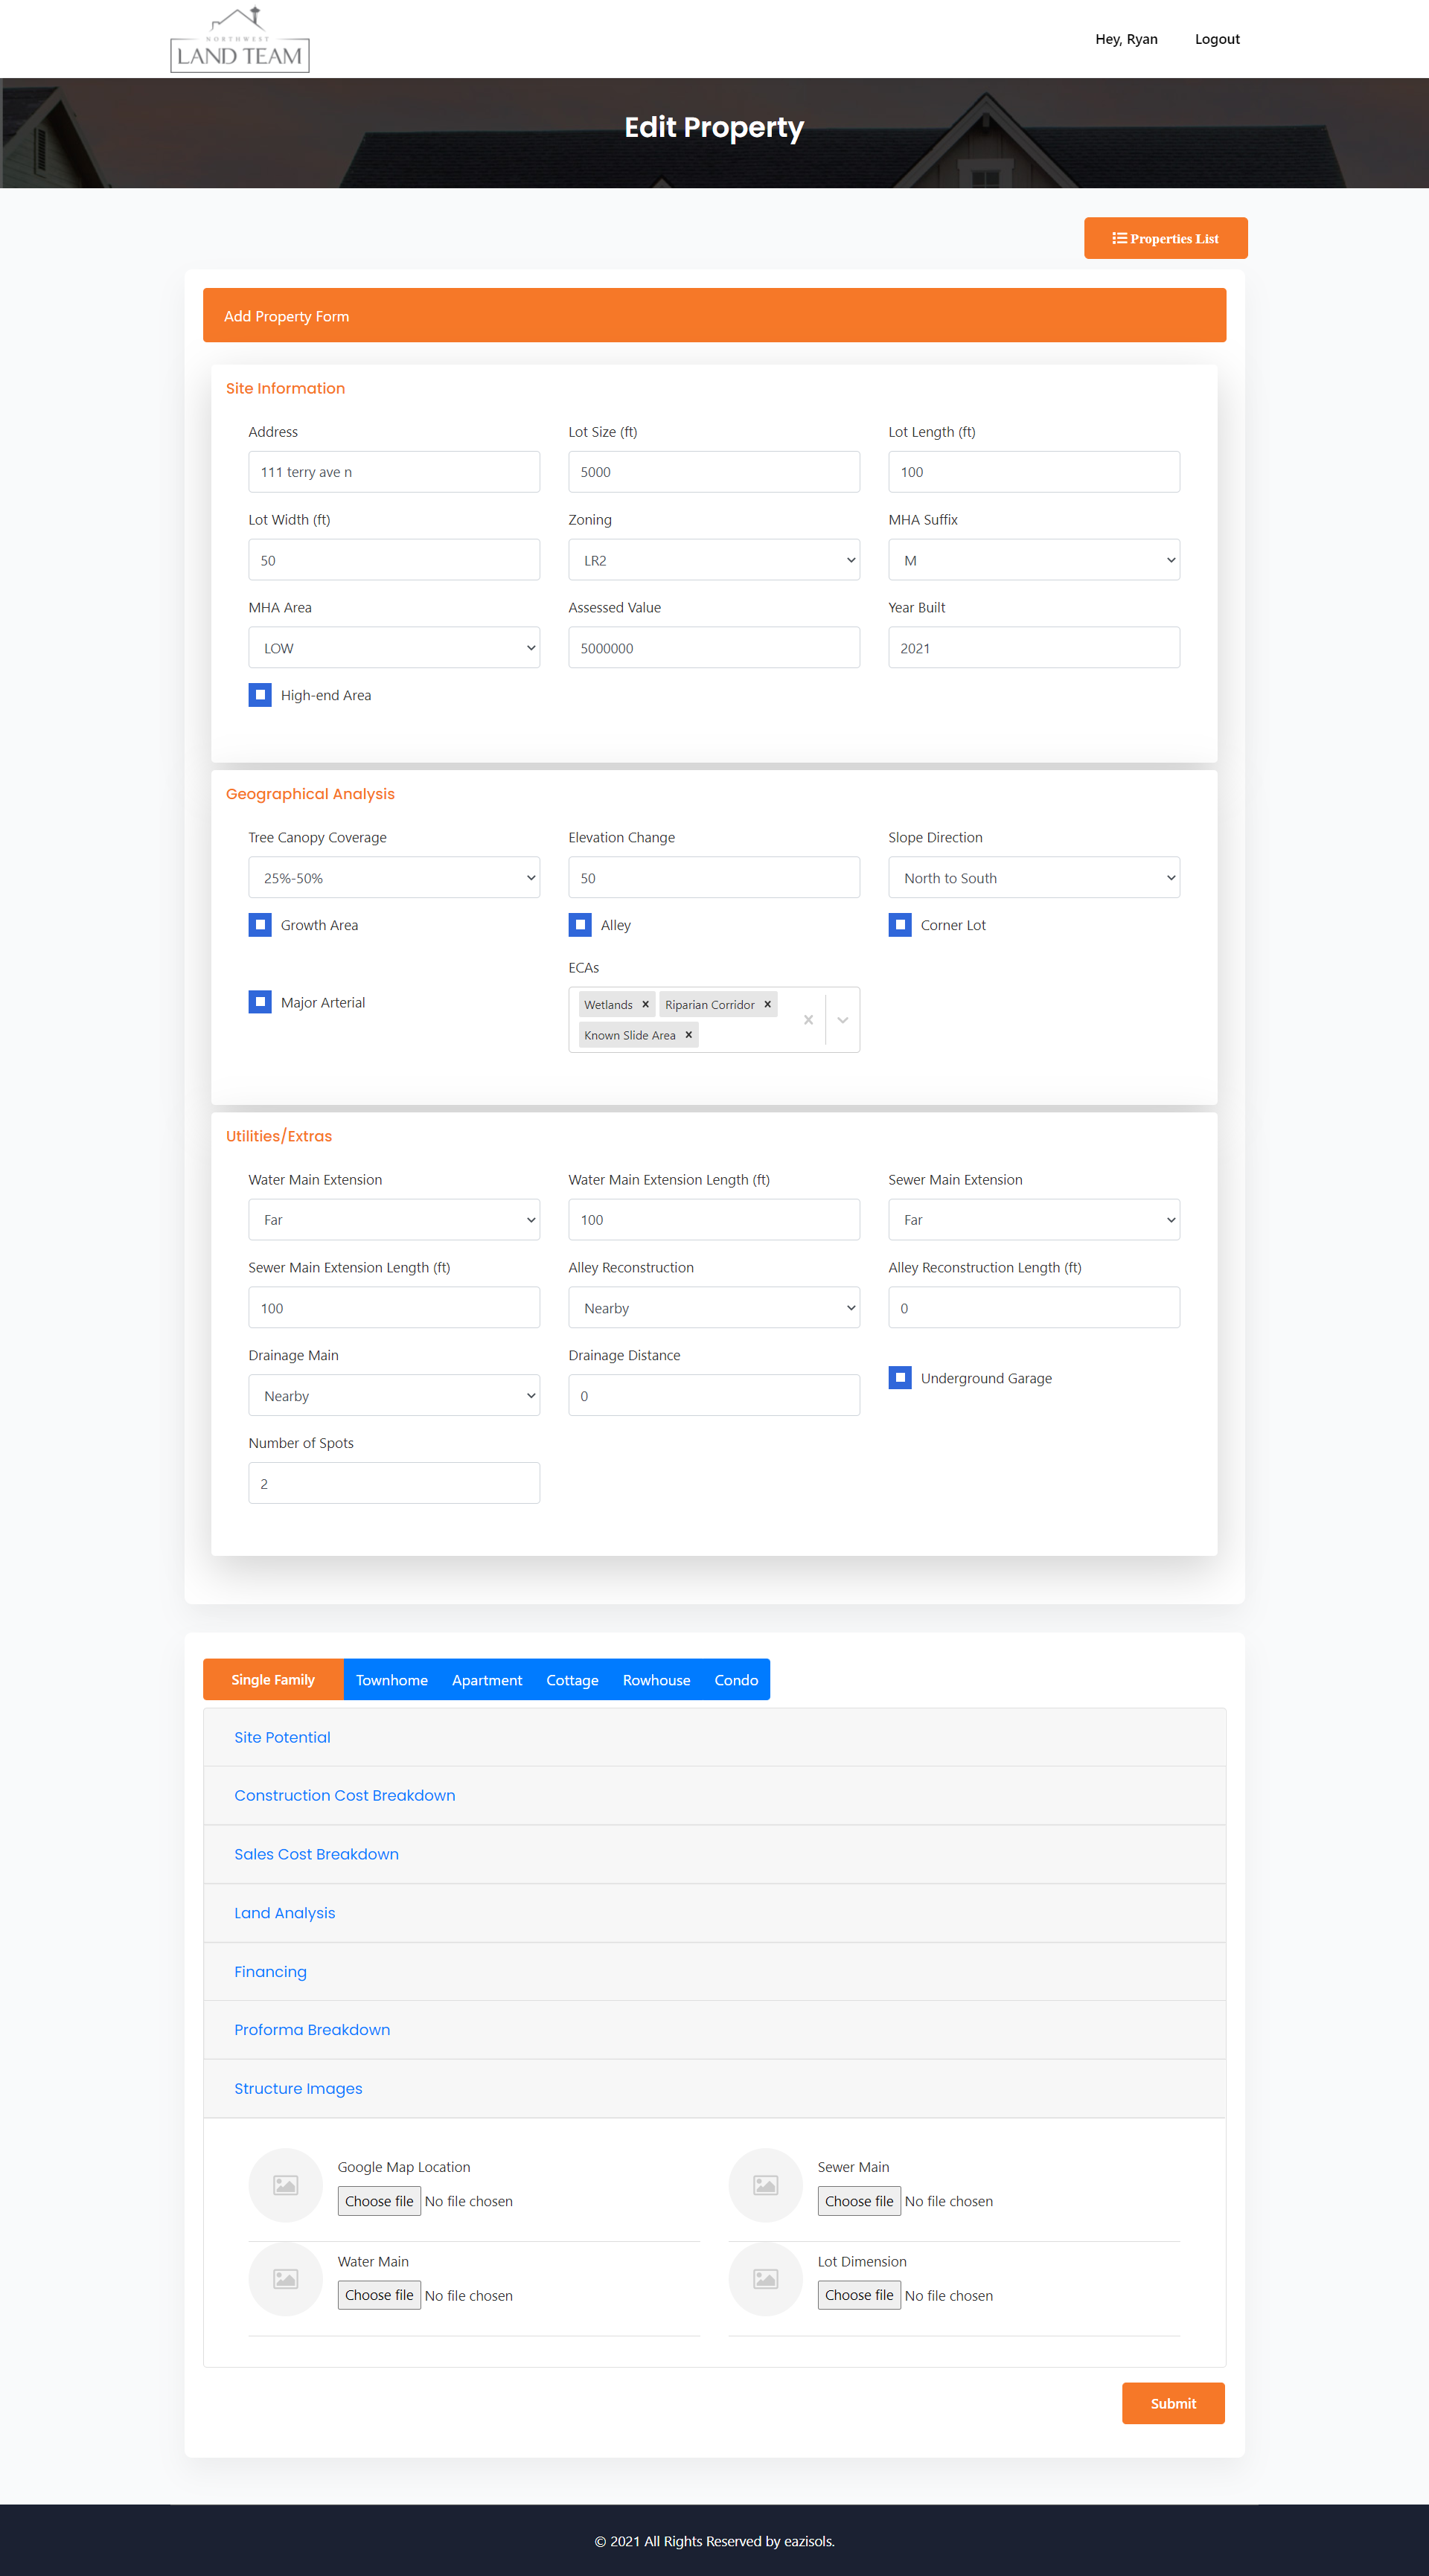 NORTHWEST
LAND TEAM
Hey, Ryan
Logout
Edit Property
Properties List
Add Property Form
Site Information
Address
Lot Size (ft)
Lot Length (ft)
111 terry ave n
5000
100
Lot Width (ft)
Zoning
MHA Suffix
50
LR2
M
MHA Area
Assessed Value
Year Built
LOW
5000000
2021
High-end Area
Geographical Analysis
Tree Canopy Coverage
Elevation Change
Slope Direction
25%-50%
50
North to South
Growth Area
Alley
Corner Lot
ECAs
Major Arterial
Wetlands
Riparian Corridor
Known Slide Area
Utilities/Extras
Water Main Extension
Water Main Extension Length (ft)
Sewer Main Extension
Far
100
Far
Sewer Main Extension Length (ft)
Alley Reconstruction
Alley Reconstruction Length (ft)
100
Nearby
0
Drainage Main
Drainage Distance
Underground Garage
Nearby
0
Number of Spots
2
Single Family
Townhome
Apartment
Cottage
Rowhouse
Condo
Site Potential
Construction Cost Breakdown
Sales Cost Breakdown
Land Analysis
Financing
Proforma Breakdown
Structure Images
Google Map Location
Choose file No file chosen
Sewer Main
Choose file No file chosen
Water Main
Choose file No file chosen
Lot Dimension
Choose file No file chosen
Submit
© 2021 All Rights Reserved by eazisols.